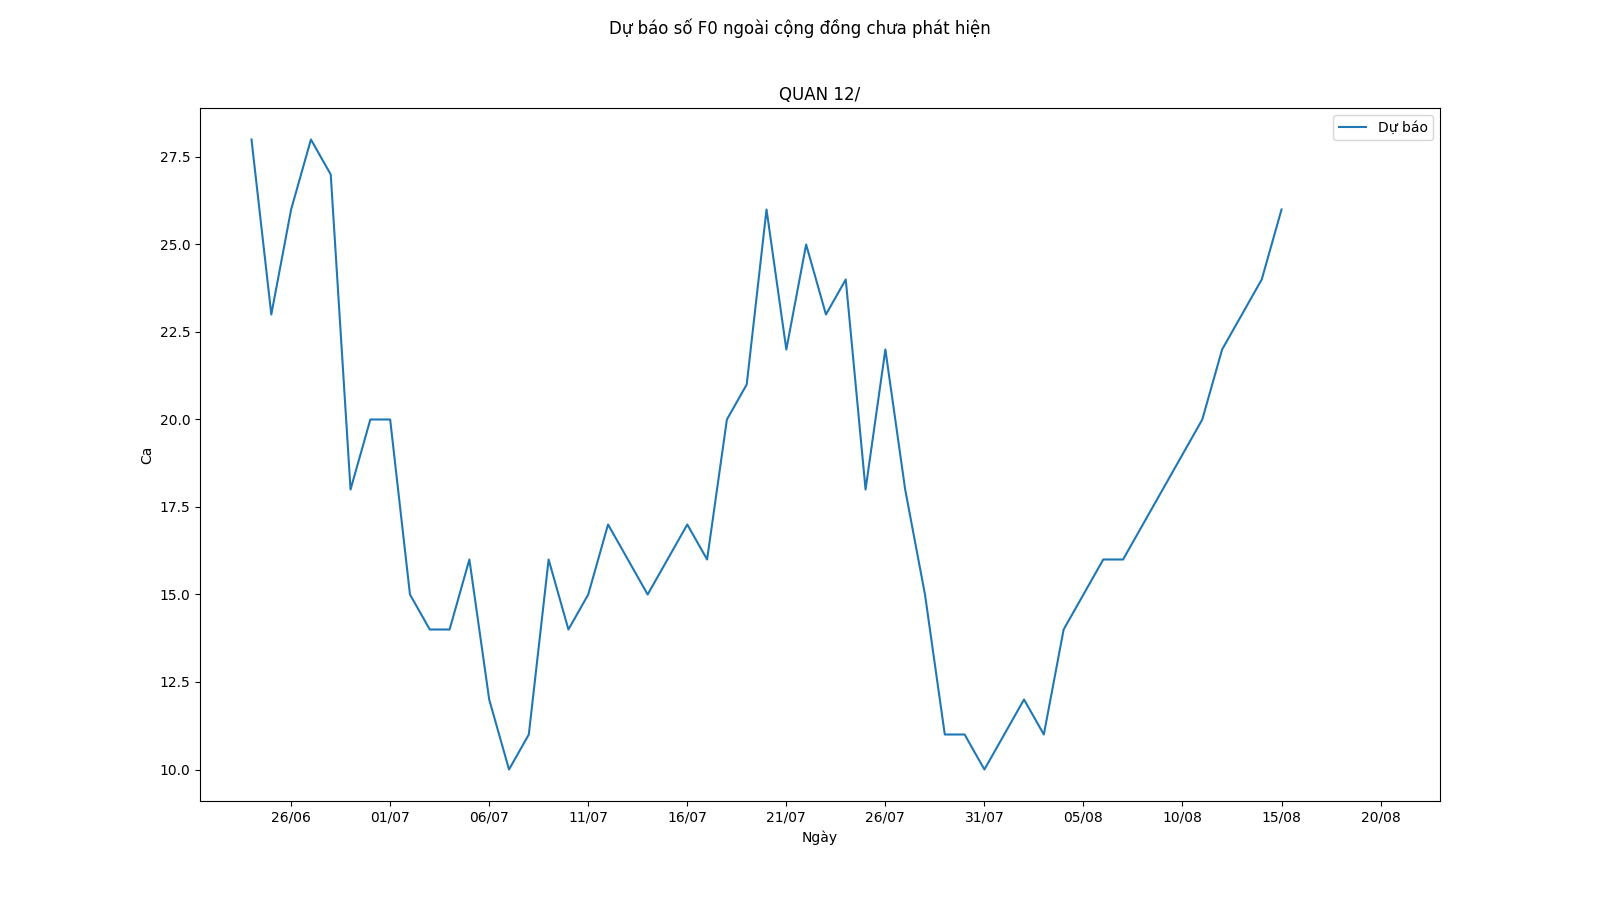 Dự báo số F0 ngoài cộng đồng chưa phát hiện
QUAN 12/
Dự báo
27.5
25.0
22.5
20.0
17.5
15.0
12.5
10.0
Ca
26/06 01/07 06/07 11/07 16/07 21/07 26/07 31/07 05/08 10/08 15/08 20/08
Ngày